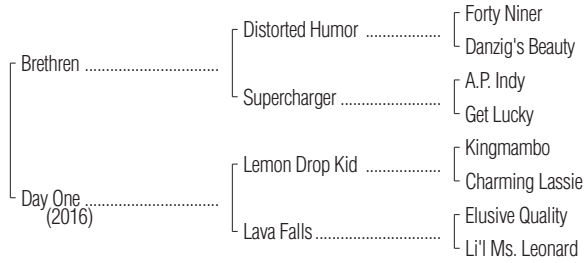 Forty Niner
Distorted Humor ....................
Danzig's Beauty
Brethren ...................................
A.P. Indy
Supercharger ...........................
Get Lucky
Kingmambo
Lemon Drop Kid ....................
Charming Lassie
Day One ...................................
(2016)
Elusive Quality
Lava Falls .................................
Li'l Ms. Leonard